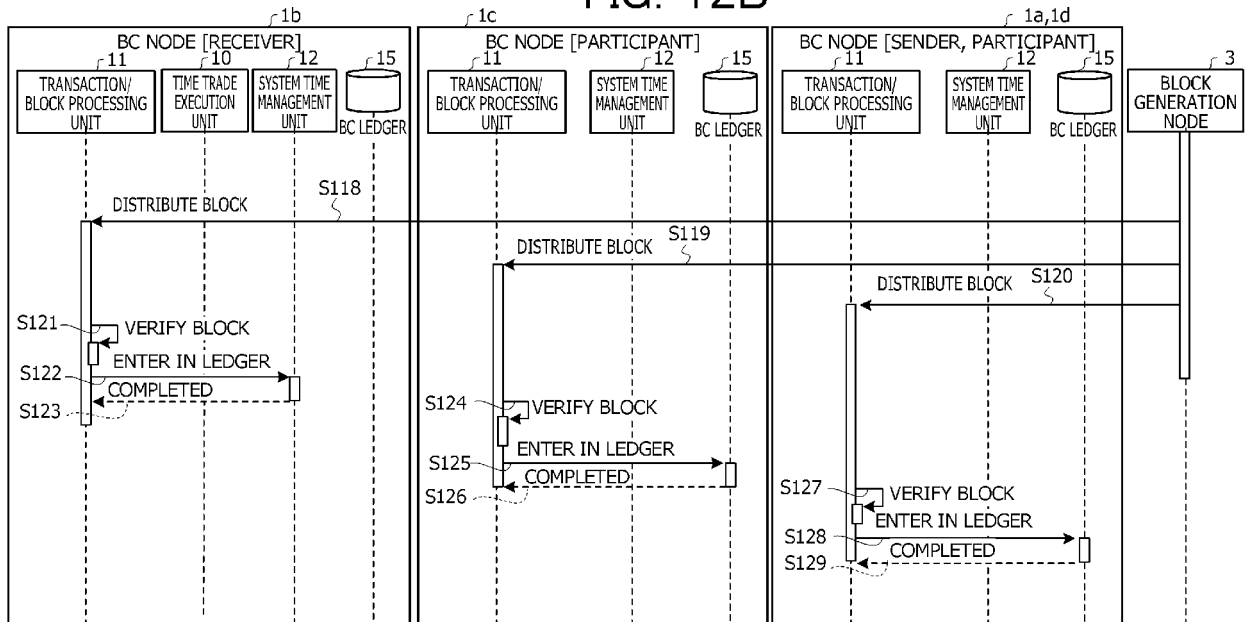 FIG. 12B
1b
1c
1a,1d
BC NODE [RECEIVER]
BC NODE [PARTICIPANT]
BC NODE [SENDER, PARTICIPANT]
11
10
12
15
11
12
15
11
12
15
3
TRANSACTION/
BLOCK PROCESSING
UNIT
TIME TRADE
EXECUTION
UNIT
SYSTEM TIME
MANAGEMENT
UNIT
BC LEDGER
TRANSACTION/
BLOCK PROCESSING
UNIT
SYSTEM TIME
MANAGEMENT
UNIT
BC LEDGER
TRANSACTION/
BLOCK PROCESSING
UNIT
SYSTEM TIME
MANAGEMENT
UNIT
BC LEDGER
BLOCK
GENERATION
NODE
S118
DISTRIBUTE BLOCK
S119
DISTRIBUTE BLOCK
S120
DISTRIBUTE BLOCK
S121
VERIFY BLOCK
ENTER IN LEDGER
S122
COMPLETED
S123
S124
VERIFY BLOCK
ENTER IN LEDGER
S125
COMPLETED
S126
S127
VERIFY BLOCK
ENTER IN LEDGER
S128
COMPLETED
S129